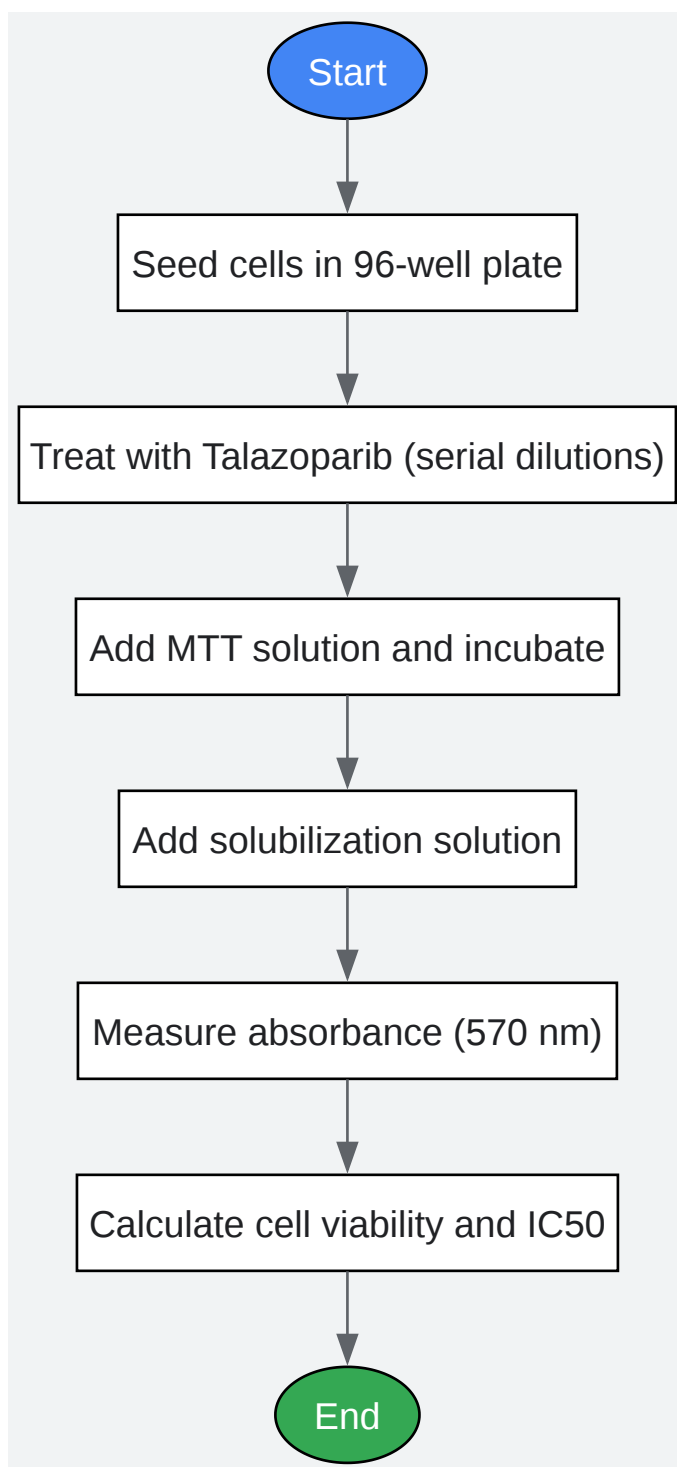 Start
Seed cells in 96-well plate
Treat with Talazoparib (serial dilutions)
Add MTT solution and incubate
Add solubilization solution
Measure absorbance (570 nm)
Calculate cell viability and IC50
End